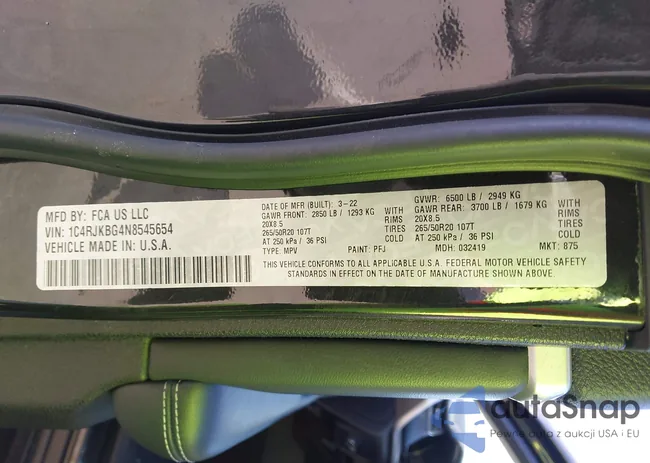 MFD BY: FCA US LLC
VIN: 1C4RJKBG4N8545654
VEHICLE MADE IN U.S.A.
DATE OF MFR (BUILT): 3-22
GAWR FRONT: 2850 LB / 1293 KG WITH
20X8.5 RIMS
265/50R20 107T TIRES
AT 250 kPa / 36 PSI COLD
TYPE: MPV PAINT: PFJ
GVWR: 6500 LB / 2949 KG
GAWR REAR: 3700 LB / 1679 KG WITH
20X8.5 RIMS
265/50R20 107T TIRES
AT 250 kPa / 36 PSI COLD
MDH: 032419 MKT: 875
THIS VEHICLE CONFORMS TO ALL APPLICABLE U.S.A. FEDERAL MOTOR VEHICLE SAFETY
STANDARDS IN EFFECT ON THE DATE OF MANUFACTURE SHOWN ABOVE.
autaSnap
Pewne auta z aukcji USA i EU